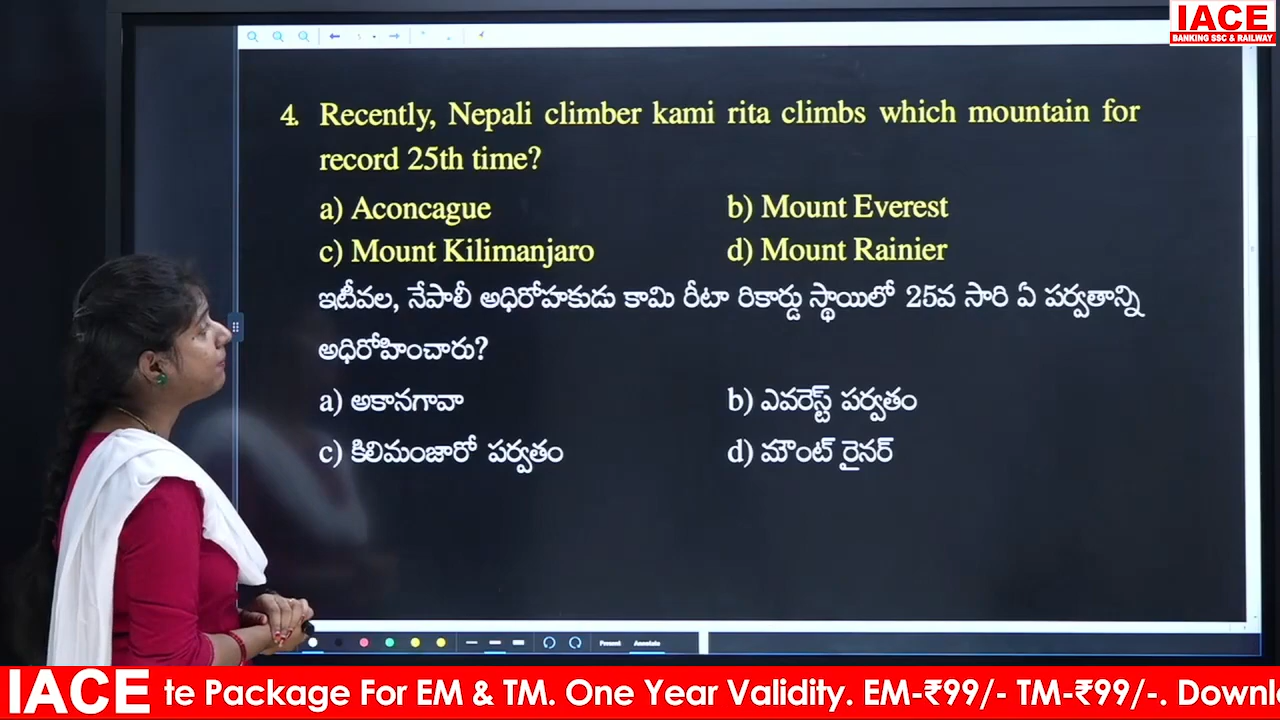 IACE
BANKING SSC & RAILWAY
4. Recently, Nepali climber kami rita climbs which mountain for
record 25th time?
a) Aconcague b) Mount Everest
c) Mount Kilimanjaro d) Mount Rainier
ఇటీవల, నేపాలీ అధిరోహకుడు కామి రీటా రికార్డు స్థాయిలో 25వ సారి ఏ పర్వతాన్ని
అధిరోహించారు?
a) అకానగావా b) ఎవరెస్ట్ పర్వతం
c) కిలిమంజారో పర్వతం d) మౌంట్ రైనర్
Present Annotate
IACE te Package For EM & TM. One Year Validity. EM-₹99/- TM-₹99/-. Downl